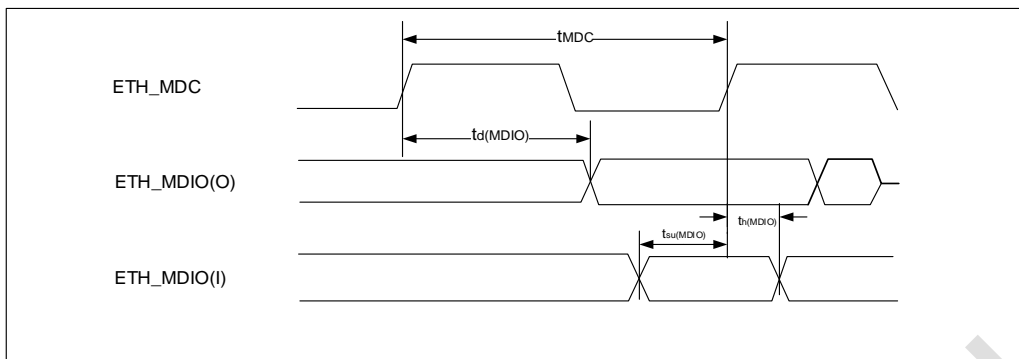 tMDC
ETH_MDC
td(MDIO)
ETH_MDIO(O)
th(MDIO)
tsu(MDIO)
ETH_MDIO(I)